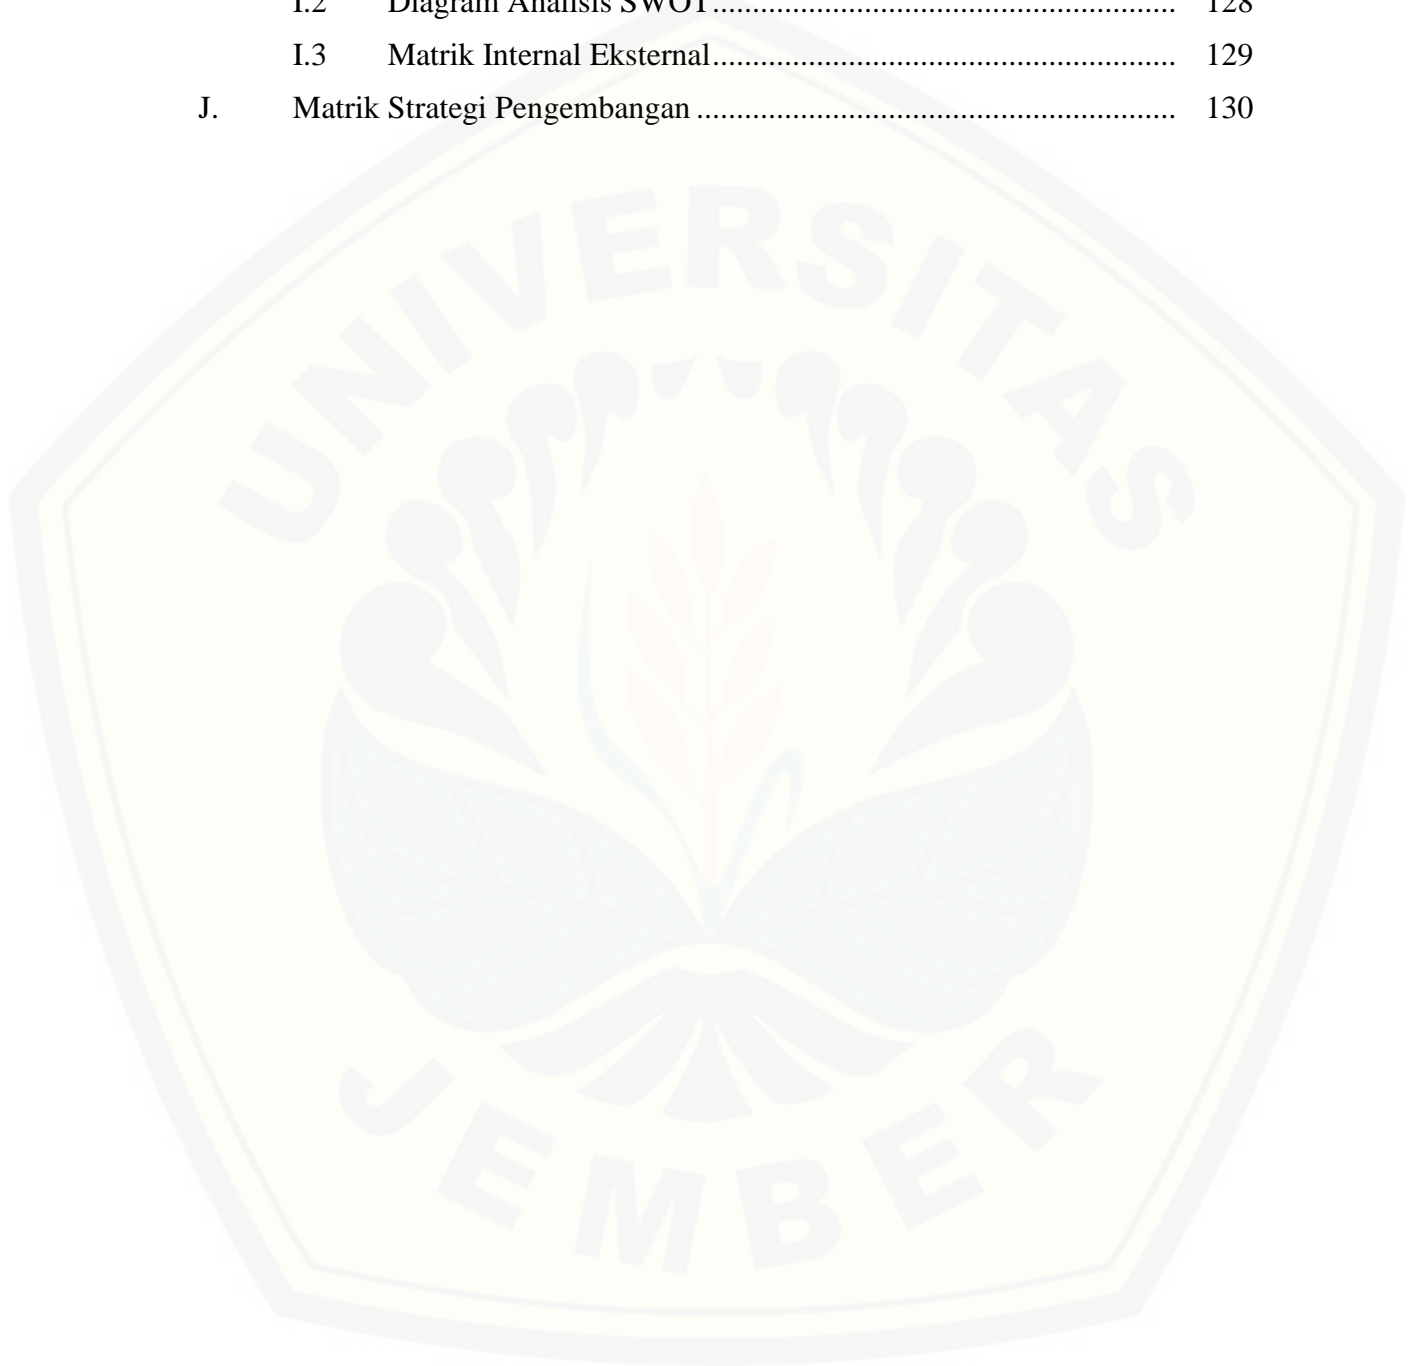 I.2 Diagram Analisis SWOT.......................................................... 128
I.3 Matrik Internal Eksternal.......................................................... 129
J. Matrik Strategi Pengembangan ............................................................ 130
UNIVERSITAS
JEMBER